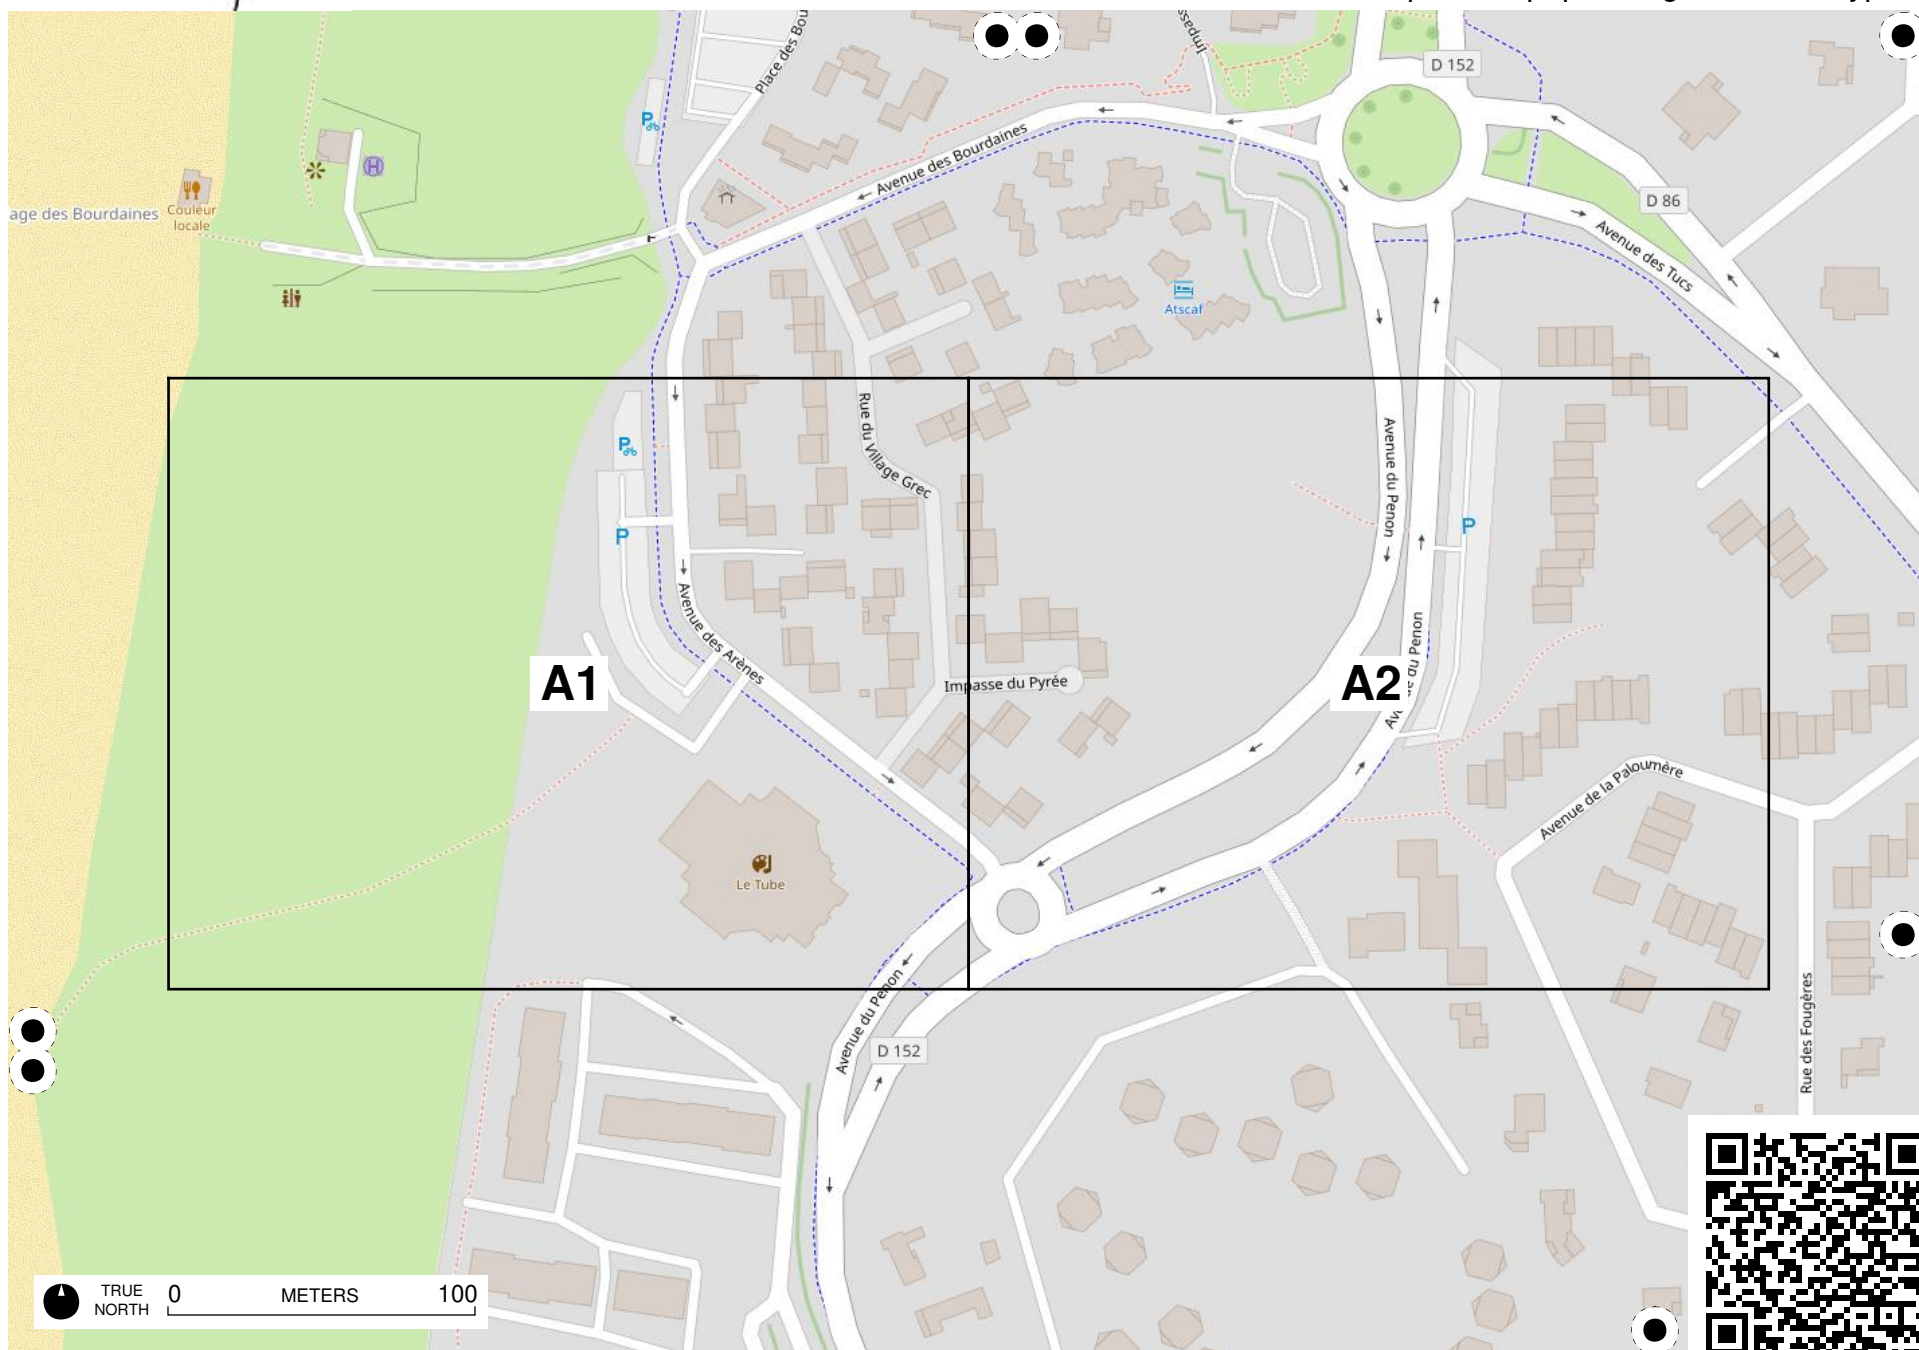 Place des Bou
Impass
D 152
Avenue des Bourdaines
age des Bourdaines
Couleur
locale
H
D 86
Avenue des Tucs
Atscaf
P
P
P
P
Rue du Village Grec
Avenue du Penon
Avenue des Arènes
A1
Impasse du Pyrée
A2
Avenue de la Paloumère
Le Tube
Avenue du Penon
D 152
Rue des Fougères
TRUE
NORTH
0 METERS 100